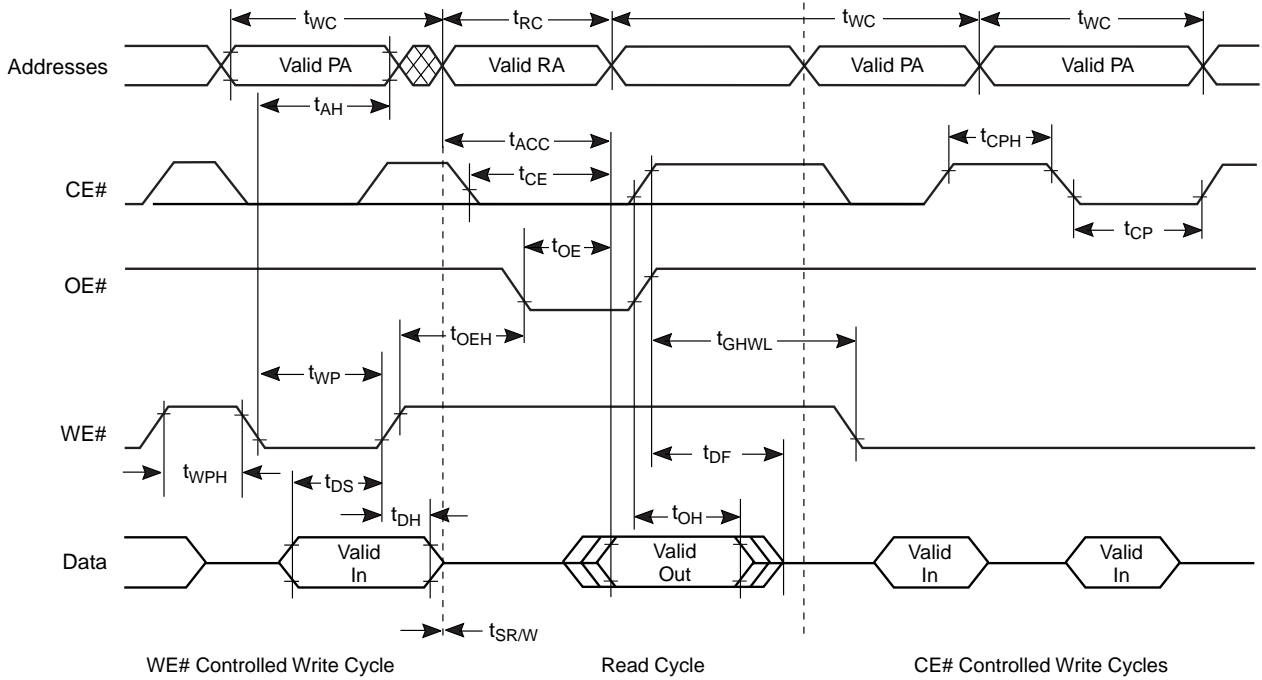 tWC tRC tWC tWC
Addresses Valid PA Valid RA Valid PA Valid PA
tAH
tACC tCPH
CE# tCE
tCP
tOE
OE#
tOEH tGHWL
tWP
WE#
tDF
tWPH tDS
tDH tOH
Data Valid In Valid Out Valid In Valid In
tSR/W
WE# Controlled Write Cycle Read Cycle CE# Controlled Write Cycles